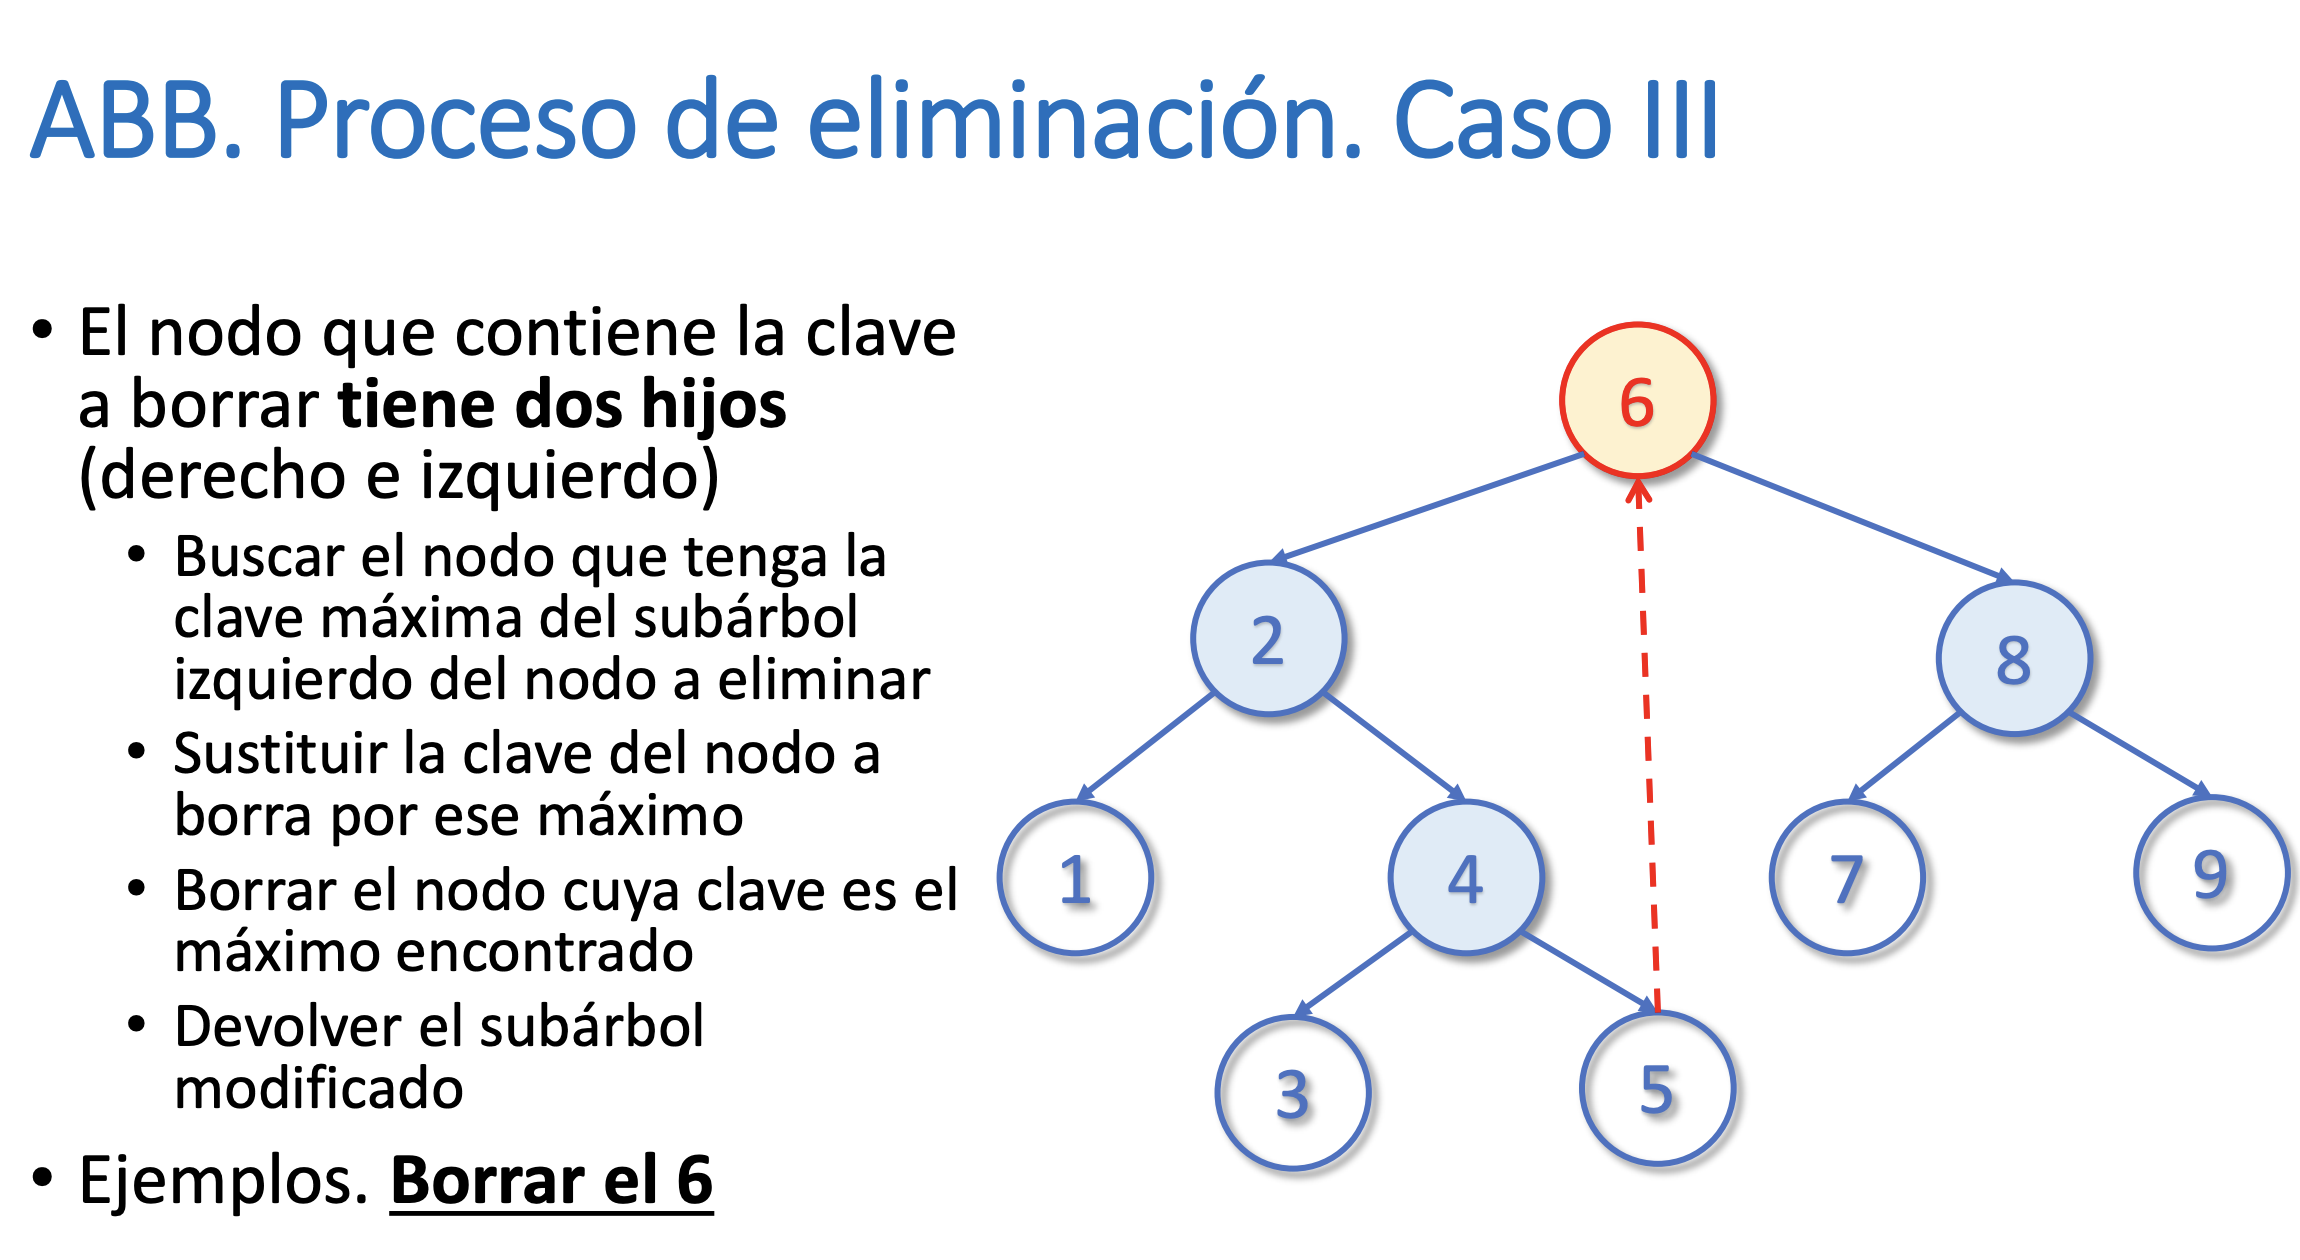 ABB. Proceso de eliminación. Caso III
• El nodo que contiene la clave
a borrar tiene dos hijos
(derecho e izquierdo)
• Buscar el nodo que tenga la
clave máxima del subárbol
izquierdo del nodo a eliminar
• Sustituir la clave del nodo a
borra por ese máximo
• Borrar el nodo cuya clave es el
máximo encontrado
• Devolver el subárbol
modificado
• Ejemplos. Borrar el 6
6
2
8
1
4
7
9
3
5